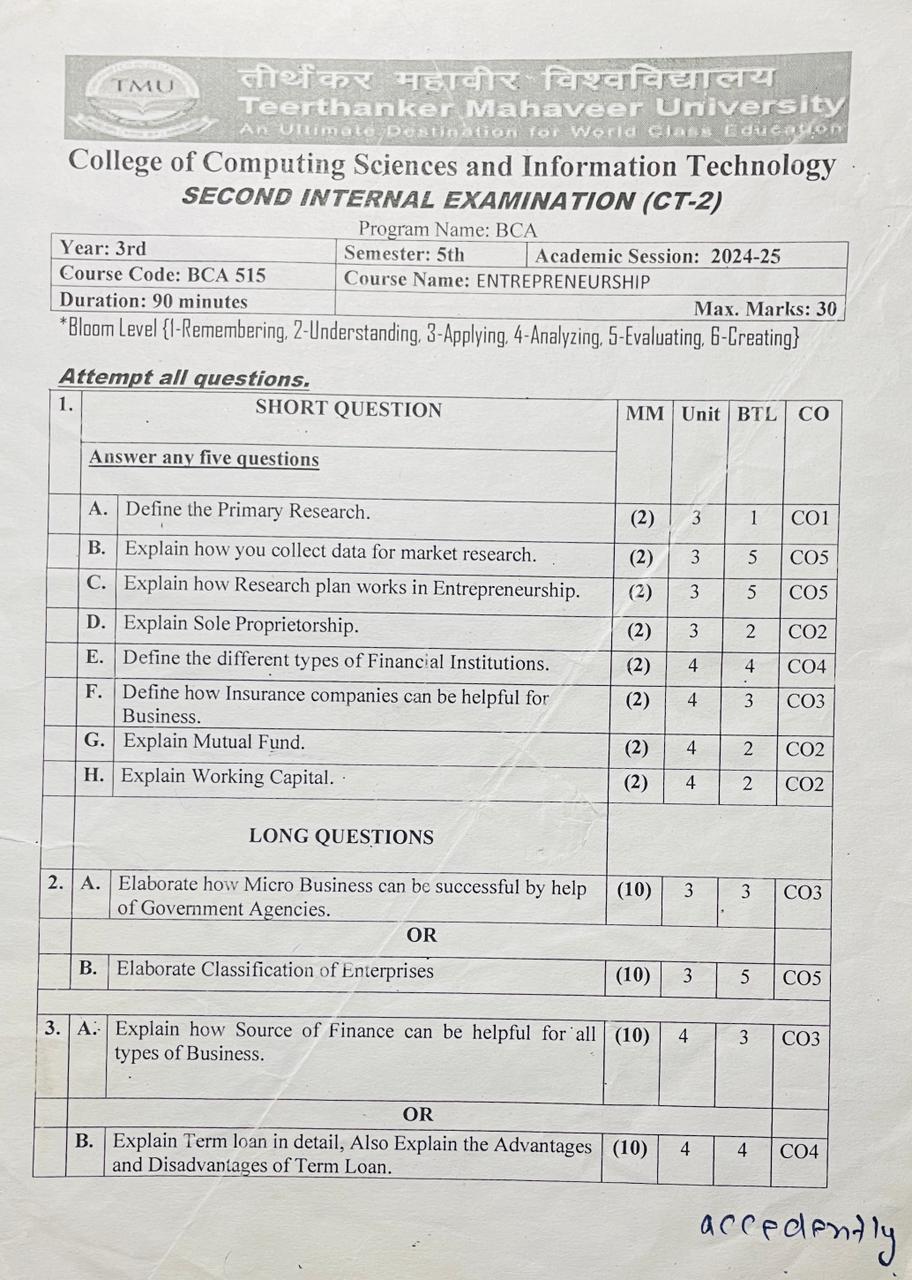 TMU
तीर्थंकर महावीर विश्वविद्यालय
Teerthanker Mahaveer University
An Ultimate Destination for World Class Education
College of Computing Sciences and Information Technology
SECOND INTERNAL EXAMINATION (CT-2)
Program Name: BCA
Year: 3rd Semester: 5th Academic Session: 2024-25
Course Code: BCA 515 Course Name: ENTREPRENEURSHIP
Duration: 90 minutes Max. Marks: 30
*Bloom Level {1-Remembering, 2-Understanding, 3-Applying, 4-Analyzing, 5-Evaluating, 6-Creating}
Attempt all questions.
1. SHORT QUESTION MM Unit BTL CO
Answer any five questions
A. Define the Primary Research. (2) 3 1 CO1
B. Explain how you collect data for market research. (2) 3 5 CO5
C. Explain how Research plan works in Entrepreneurship. (2) 3 5 CO5
D. Explain Sole Proprietorship. (2) 3 2 CO2
E. Define the different types of Financial Institutions. (2) 4 4 CO4
F. Define how Insurance companies can be helpful for (2) 4 3 CO3
Business.
G. Explain Mutual Fund. (2) 4 2 CO2
H. Explain Working Capital. (2) 4 2 CO2
LONG QUESTIONS
2. A. Elaborate how Micro Business can be successful by help (10) 3 3 CO3
of Government Agencies.
OR
B. Elaborate Classification of Enterprises (10) 3 5 CO5
3. A. Explain how Source of Finance can be helpful for all (10) 4 3 CO3
types of Business.
OR
B. Explain Term loan in detail, Also Explain the Advantages (10) 4 4 CO4
and Disadvantages of Term Loan.
accedently